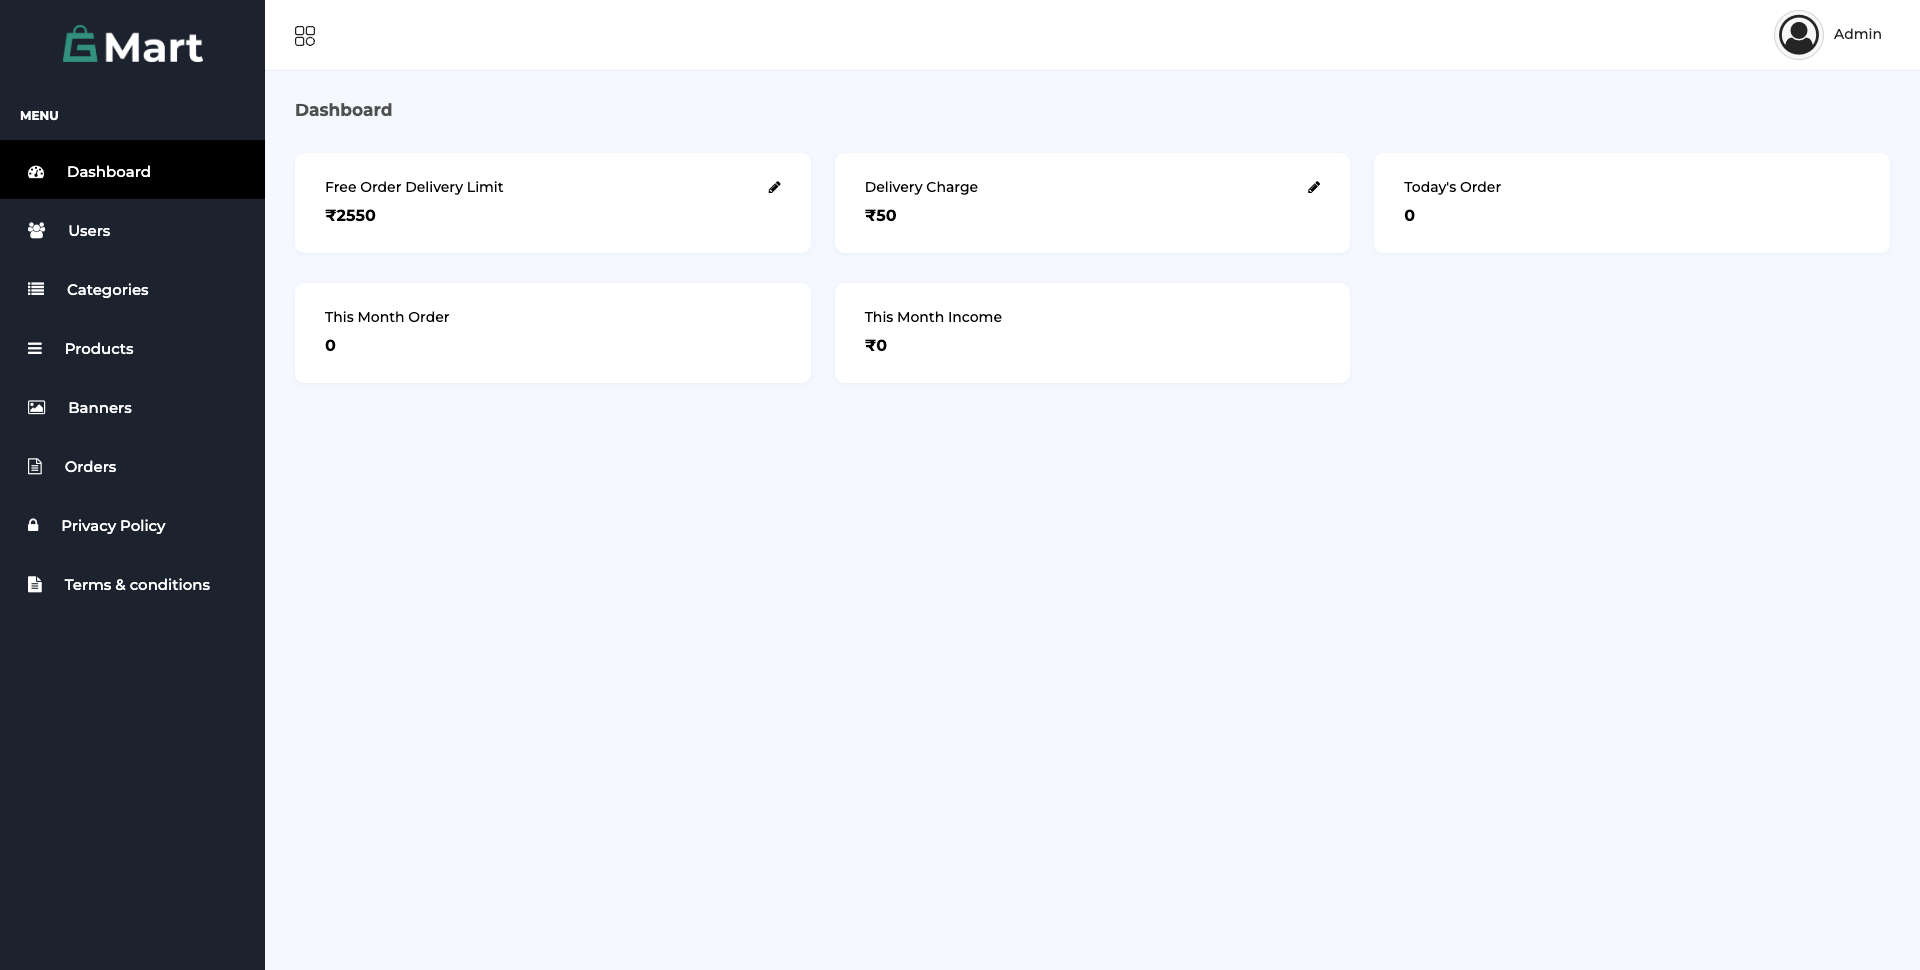 GMart
MENU
Dashboard
Users
Categories
Products
Banners
Orders
Privacy Policy
Terms & conditions
Admin
Dashboard
Free Order Delivery Limit
₹2550
Delivery Charge
₹50
Today's Order
0
This Month Order
0
This Month Income
₹0